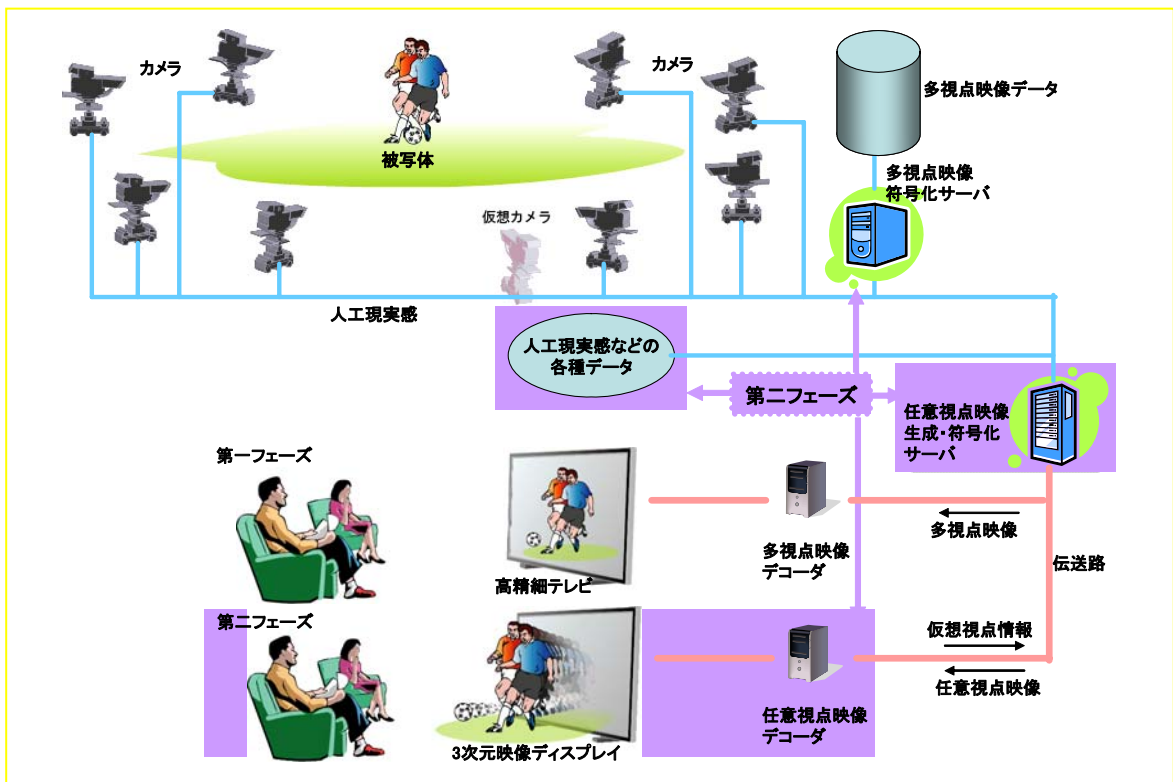 カメラ
カメラ
被写体
仮想カメラ
多視点映像データ
多視点映像
符号化サーバ
人工現実感
人工現実感などの
各種データ
第二フェーズ
任意視点映像
生成・符号化
サーバ
第一フェーズ
高精細テレビ
多視点映像
デコーダ
多視点映像
伝送路
第二フェーズ
3次元映像ディスプレイ
任意視点映像
デコーダ
仮想視点情報
任意視点映像